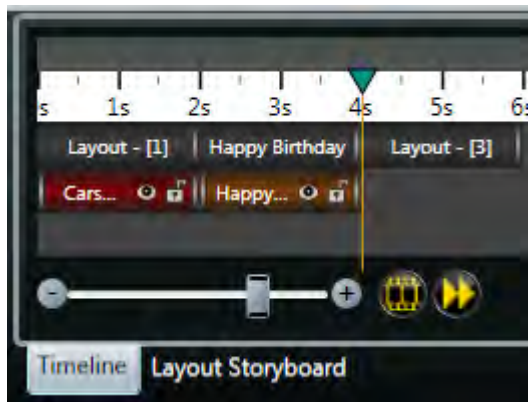 s 1s 2s 3s 4s 5s 6s
Layout - [1] Happy Birthday Layout - [3]
Cars... Happy...
Timeline Layout Storyboard